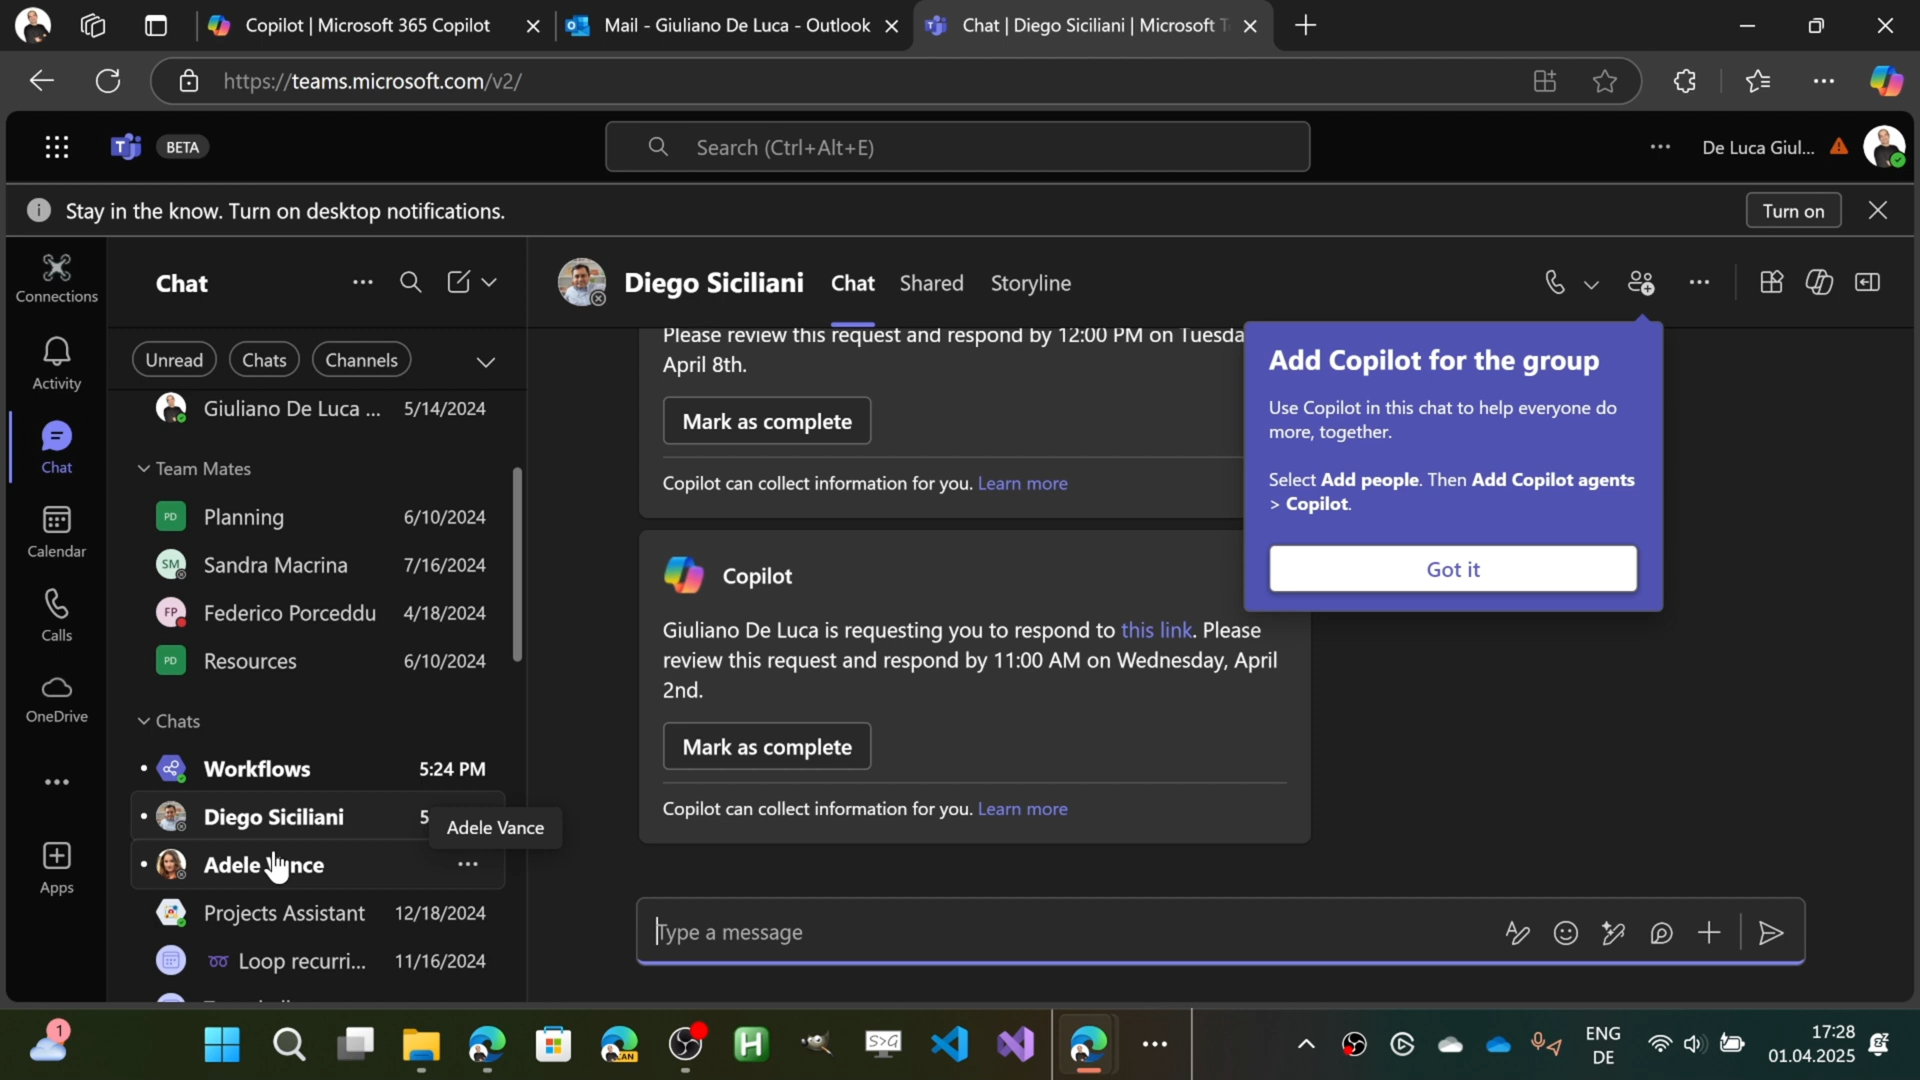 Copilot | Microsoft 365 Copilot
Mail - Giuliano De Luca - Outlook
Chat | Diego Siciliani | Microsoft T
https://teams.microsoft.com/v2/
BETA
Search (Ctrl+Alt+E)
De Luca Giul...
Stay in the know. Turn on desktop notifications.
Turn on
Connections
Activity
Chat
Calendar
Calls
OneDrive
Apps
Chat
Unread
Chats
Channels
Giuliano De Luca ... 5/14/2024
Team Mates
PD Planning 6/10/2024
SM Sandra Macrina 7/16/2024
FP Federico Porceddu 4/18/2024
PD Resources 6/10/2024
Chats
Workflows 5:24 PM
Diego Siciliani 5
Adele Vance
Adele Vance
Projects Assistant 12/18/2024
Loop recurri... 11/16/2024
Diego Siciliani Chat Shared Storyline
Please review this request and respond by 12:00 PM on Tuesda
April 8th.
Mark as complete
Copilot can collect information for you. Learn more
Copilot
Giuliano De Luca is requesting you to respond to this link. Please
review this request and respond by 11:00 AM on Wednesday, April
2nd.
Mark as complete
Copilot can collect information for you. Learn more
Add Copilot for the group
Use Copilot in this chat to help everyone do
more, together.
Select Add people. Then Add Copilot agents
> Copilot.
Got it
Type a message
1
CAN
H
S>G
ENG
DE
17:28
01.04.2025